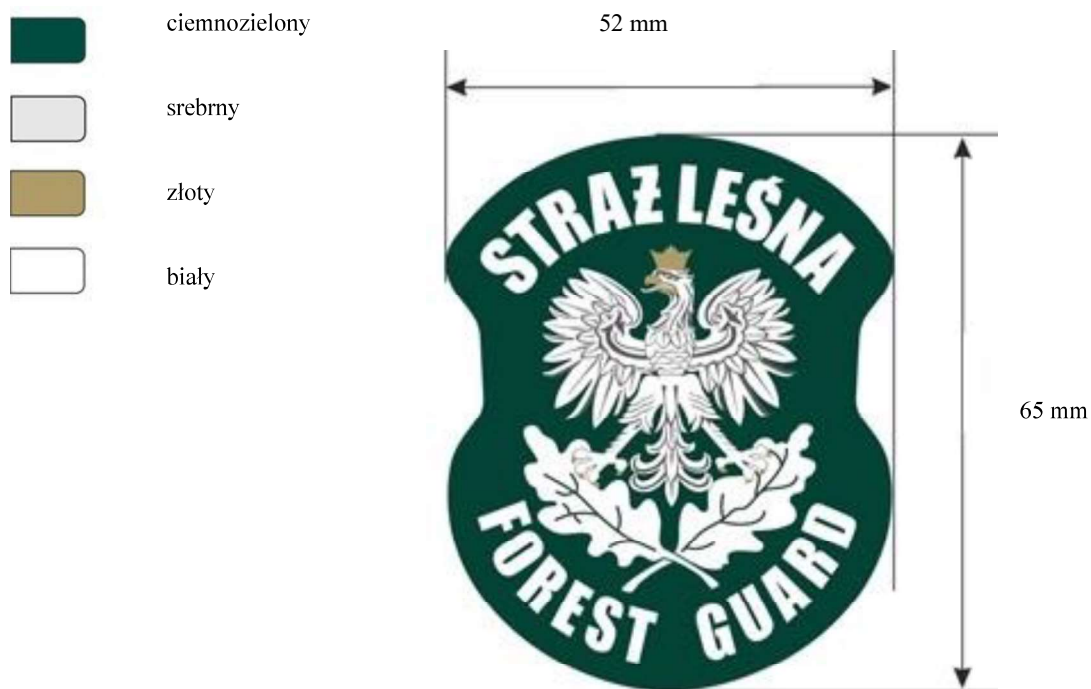 ciemnozielony
srebrny
złoty
biały
52 mm
65 mm
STRAŻ LEŚNA
FOREST GUARD